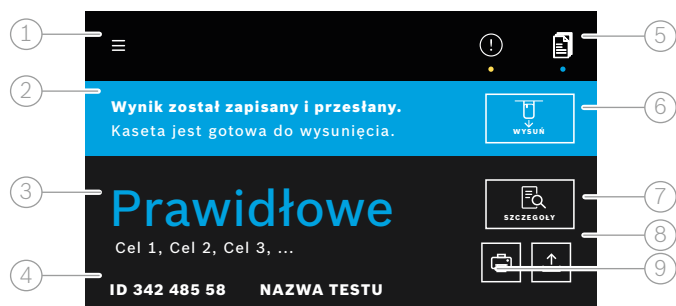 1
5
2
Wynik został zapisany i przesłany.
Kaseta jest gotowa do wysunięcia.
WYSUŃ
6
3
Prawidłowe
Cel 1, Cel 2, Cel 3, ...
SZCZEGOŁY
7
8
4
ID 342 485 58 NAZWA TESTU
9